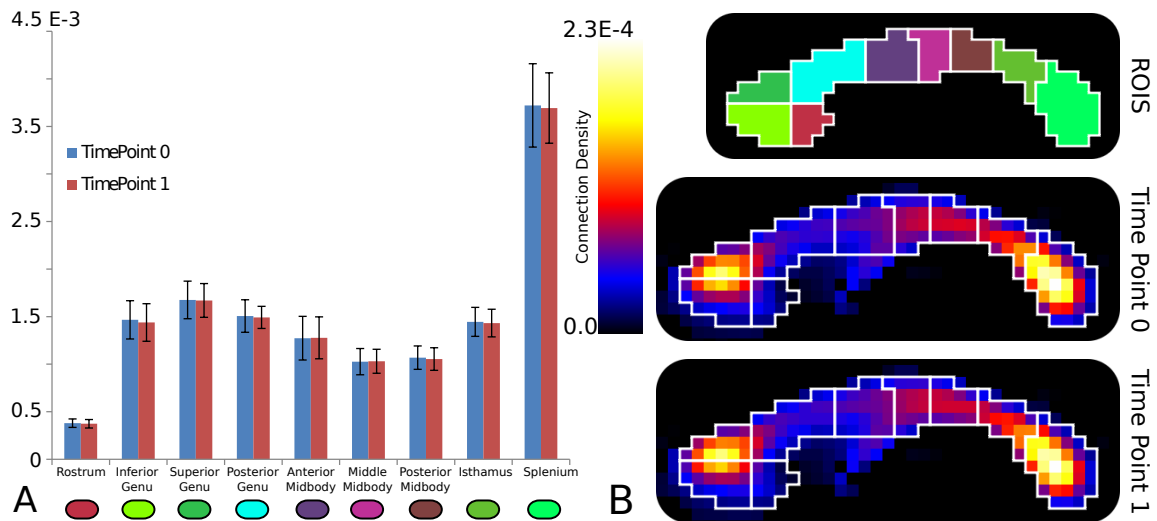 4.5 E-3
3.5
2.5
1.5
0.5
0
TimePoint 0
TimePoint 1
Rostrum
Inferior
Genu
Superior
Genu
Posterior
Genu
Anterior
Midbody
Middle
Midbody
Posterior
Midbody
Isthamus
Splenium
A
2.3E-4
Connection Density
0.0
B
ROIS
Time Point 0
Time Point 1